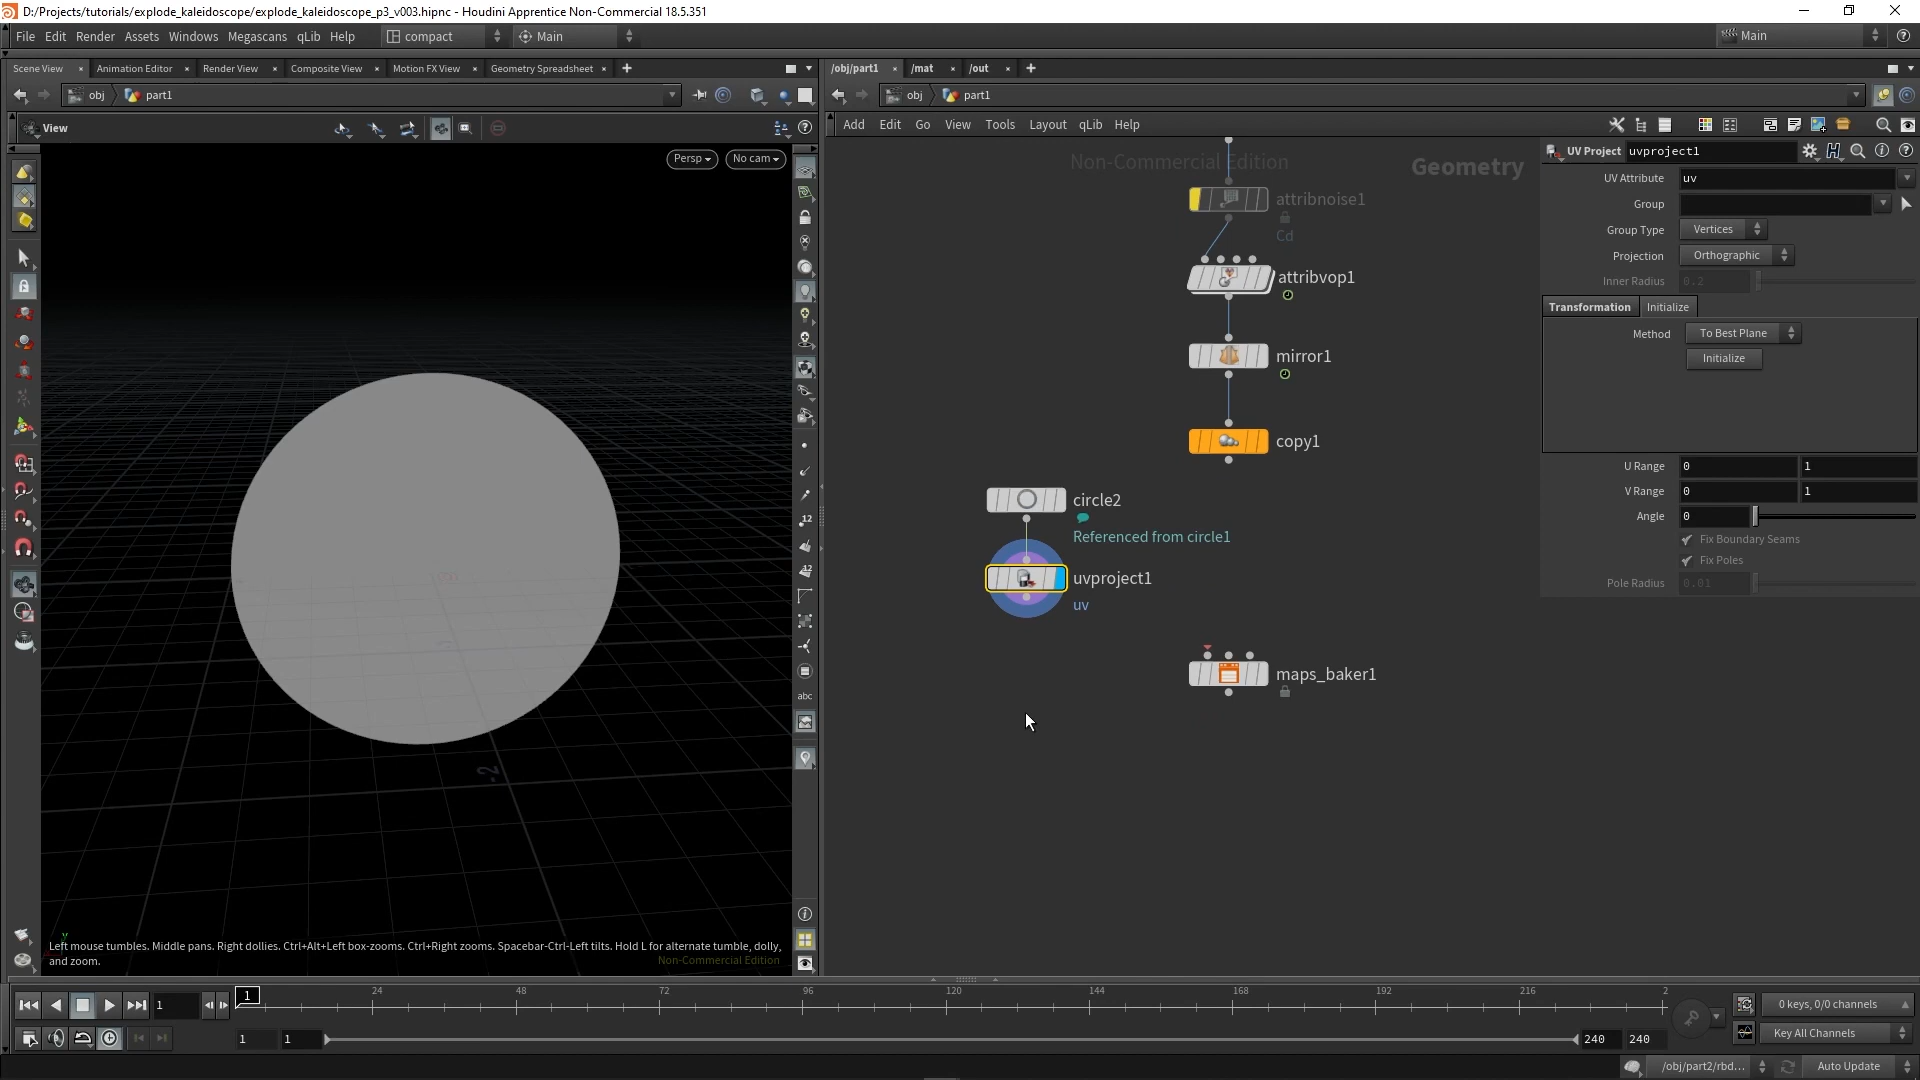 D:/Projects/tutorials/explode_kaleidoscope/explode_kaleidoscope_p3_v003.hipnc - Houdini Apprentice Non-Commercial 18.5.351
File Edit Render Assets Windows Megascans qLib Help compact Main Main
Scene View Animation Editor Render View Composite View Motion FX View Geometry Spreadsheet
/obj/part1 /mat /out
obj part1
obj part1
View
Add Edit Go View Tools Layout qLib Help
Persp No cam
Non-Commercial Edition
Geometry
attribnoise1
Cd
attribvop1
mirror1
copy1
circle2
Referenced from circle1
uvproject1
uv
maps_baker1
UV Project uvproject1
UV Attribute uv
Group
Group Type Vertices
Projection Orthographic
Inner Radius 0.2
Transformation Initialize
Method To Best Plane
Initialize
U Range 0 1
V Range 0 1
Angle 0
Fix Boundary Seams
Fix Poles
Pole Radius 0.01
12
12
abc
-2
y
Left mouse tumbles. Middle pans. Right dollies. Ctrl+Alt+Left box-zooms. Ctrl+Right zooms. Spacebar-Ctrl-Left tilts. Hold L for alternate tumble, dolly,
and zoom.
Non-Commercial Edition
1 1 24 48 72 96 120 144 168 192 216 2
0 keys, 0/0 channels
1 1 240 240
Key All Channels
/obj/part2/rbd... Auto Update